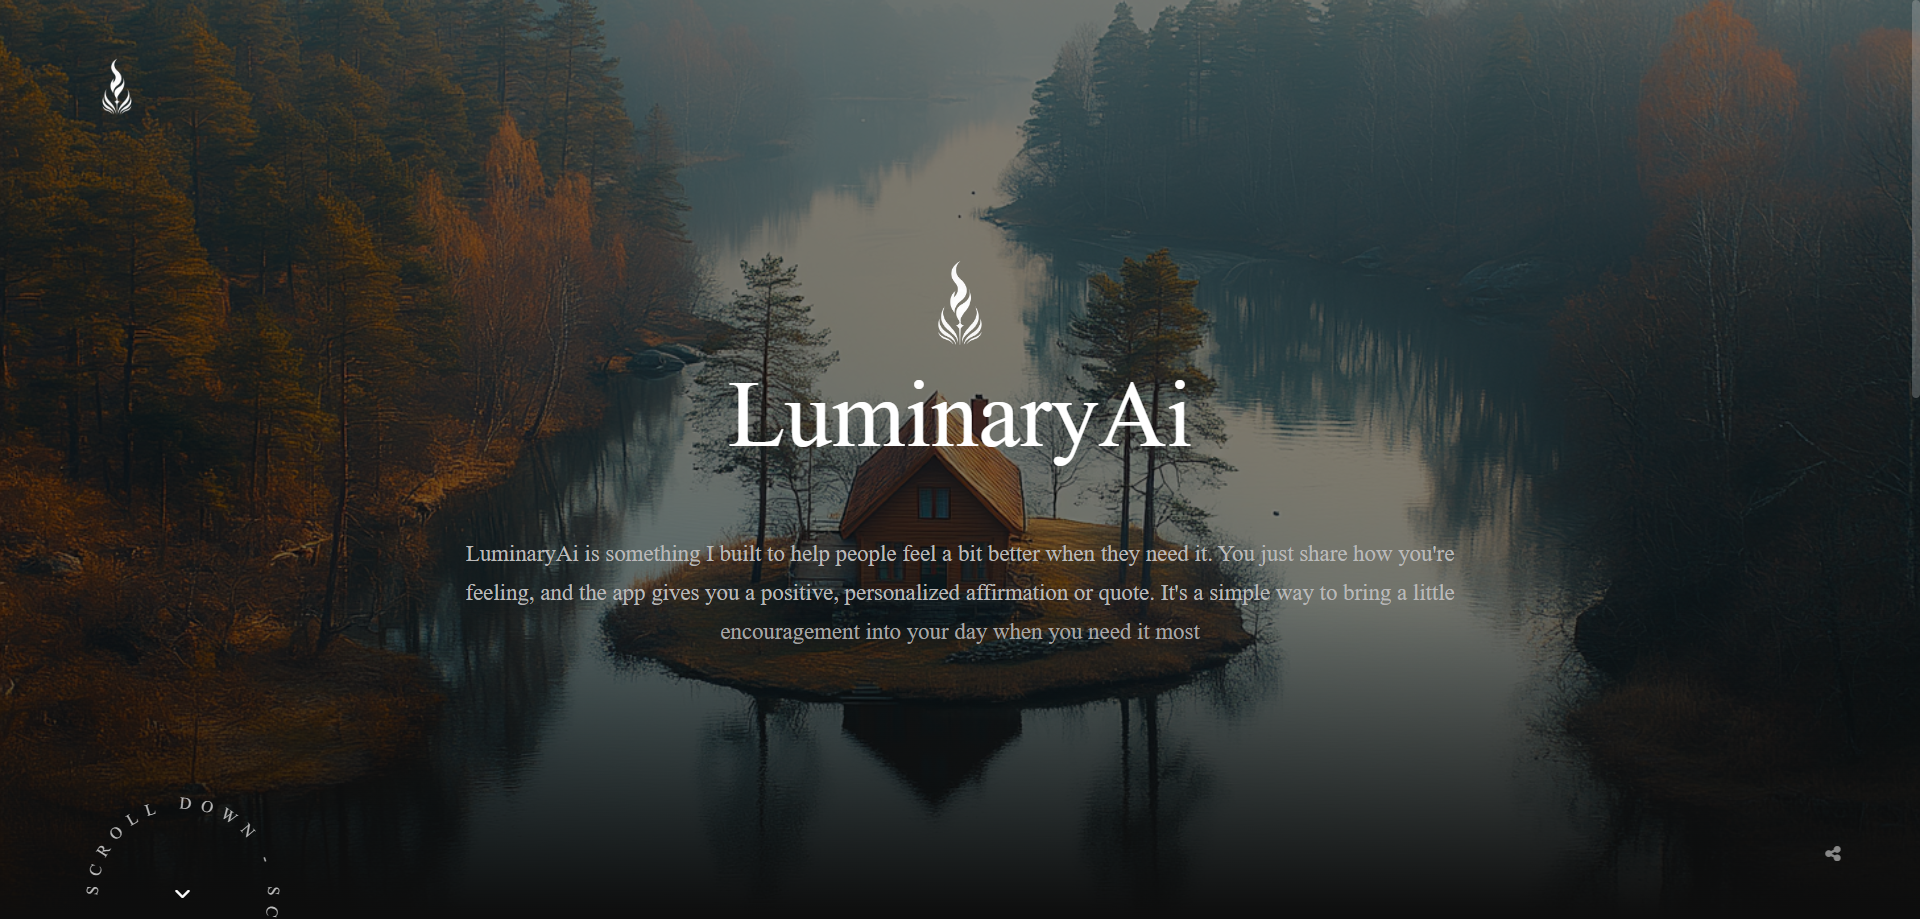 LuminaryAi
LuminaryAi is something I built to help people feel a bit better when they need it. You just share how you're
feeling, and the app gives you a positive, personalized affirmation or quote. It's a simple way to bring a little
encouragement into your day when you need it most
SCROLL DOWN - SC